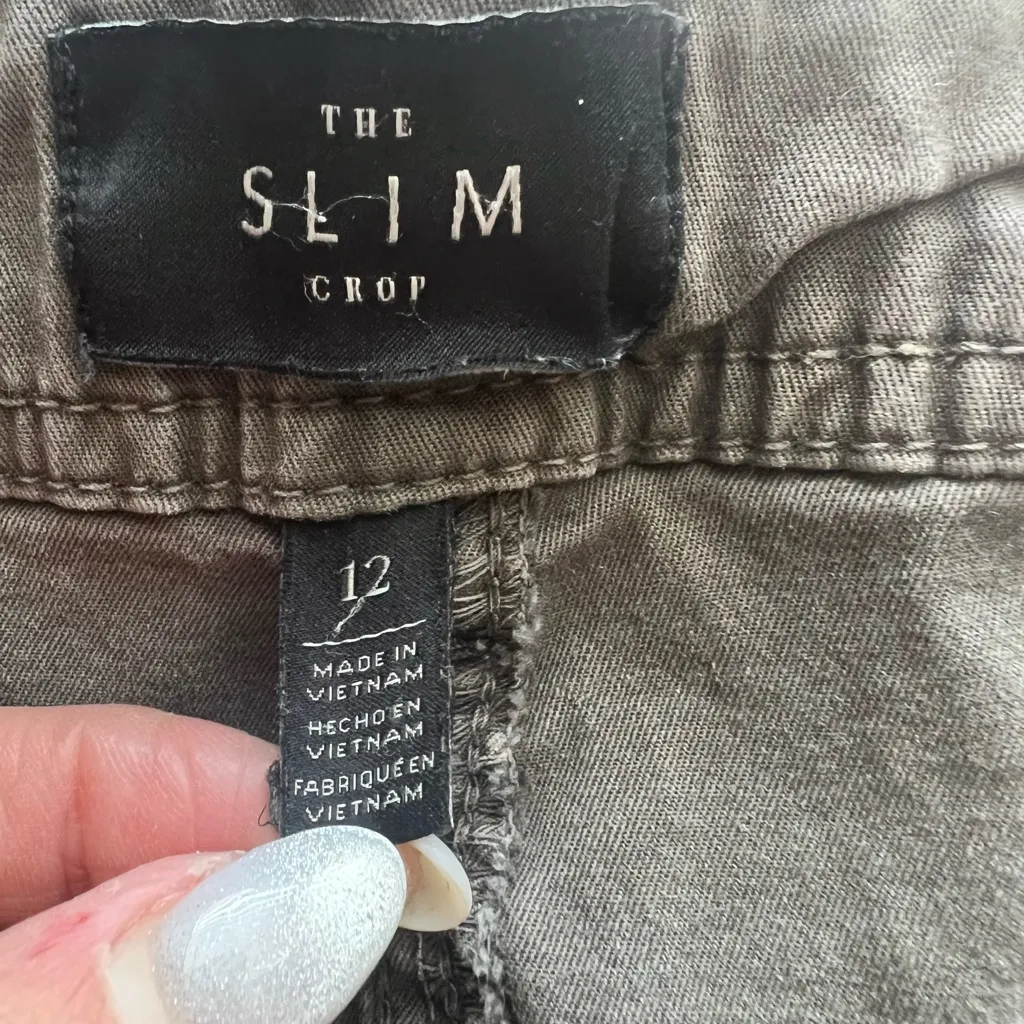 THE
SLIM
CROP
12
MADE IN
VIETNAM
HECHO EN
VIETNAM
FABRIQUÉ EN
VIETNAM